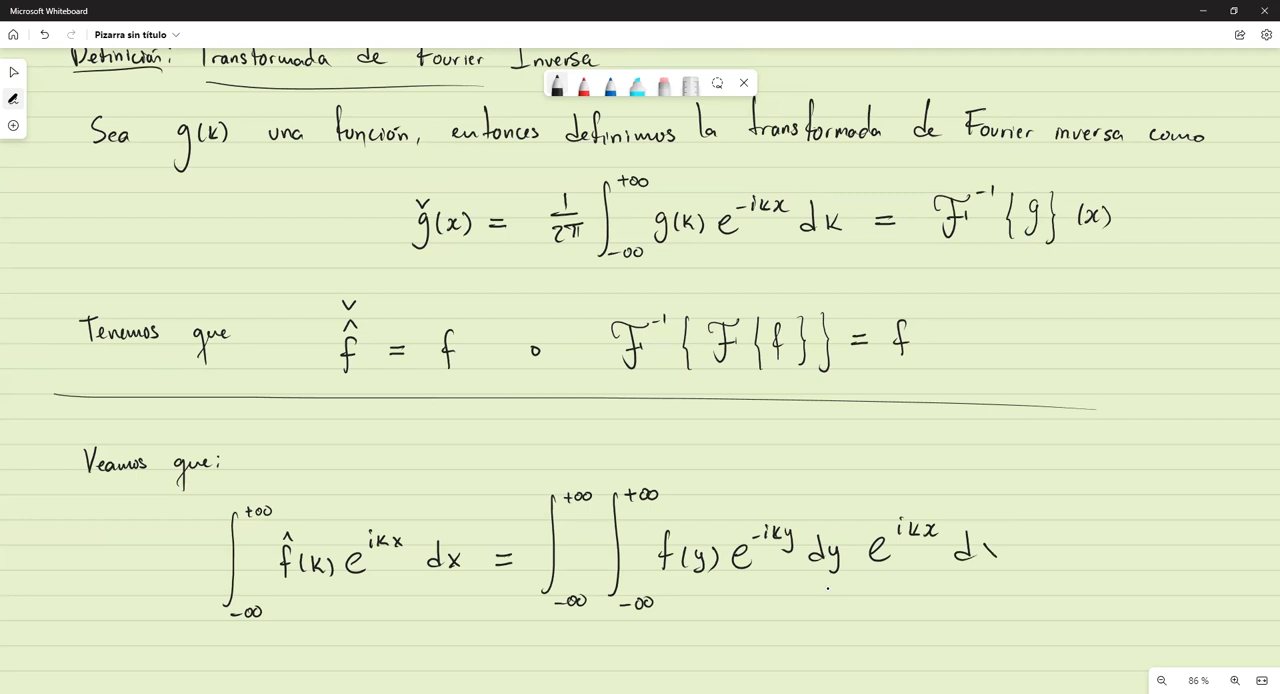 Microsoft Whiteboard
Pizarra sin título
Definición: Transformada de Fourier Inversa
Sea g(k) una función, entonces definimos la transformada de Fourier inversa como
ǧ(x) = 1/2π ∫_{-∞}^{+∞} g(k) e^{-ikx} dk = ℱ^{-1}{g}(x)
Tenemos que f̂̌ = f o ℱ^{-1}{ℱ{f}} = f
Veamos que:
∫_{-∞}^{+∞} f̂(k) e^{ikx} dx = ∫_{-∞}^{+∞} ∫_{-∞}^{+∞} f(y) e^{-iky} dy e^{ikx} d
86 %